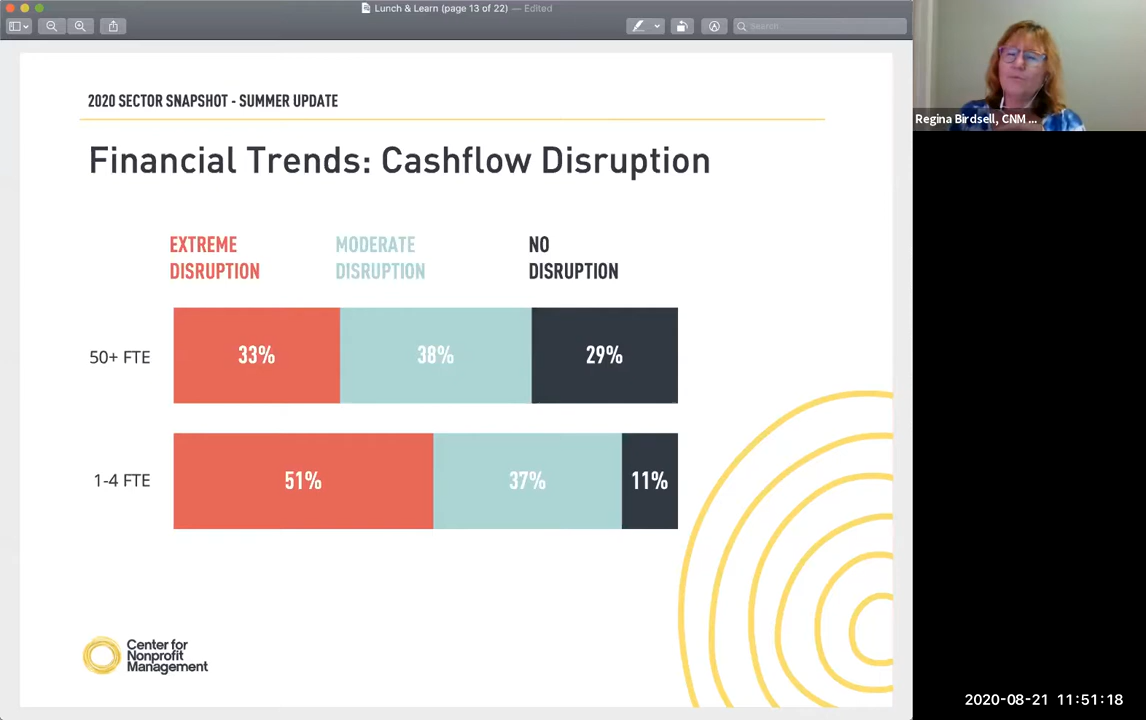 Lunch & Learn (page 13 of 22) — Edited
Search
2020 SECTOR SNAPSHOT - SUMMER UPDATE
Financial Trends: Cashflow Disruption
EXTREME
DISRUPTION
MODERATE
DISRUPTION
NO
DISRUPTION
50+ FTE
33%
38%
29%
1-4 FTE
51%
37%
11%
Center for
Nonprofit
Management
Regina Birdsell, CNM ...
2020-08-21 11:51:18